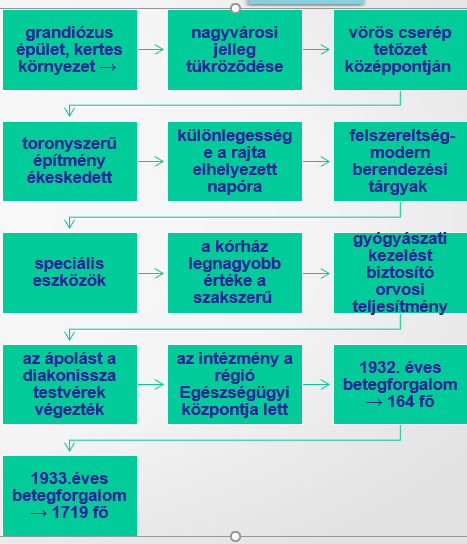 grandiózus
épület, kertes
környezet →
nagyvárosi
jelleg
tükröződése
vörös cserép
tetőzet
középpontján
toronyszerű
építmény
ékeskedett
különlegesség
e a rajta
elhelyezett
napóra
felszereltség-
modern
berendezési
tárgyak
speciális
eszközök
a kórház
legnagyobb
értéke a
szakszerű
gyógyászati
kezelést
biztosító
orvosi
teljesítmény
az ápolást a
diakonissza
testvérek
végezték
az intézmény a
régió
Egészségügyi
központja lett
1932. éves
betegforgalom
→ 164 fő
1933.éves
betegforgalom
→ 1719 fő